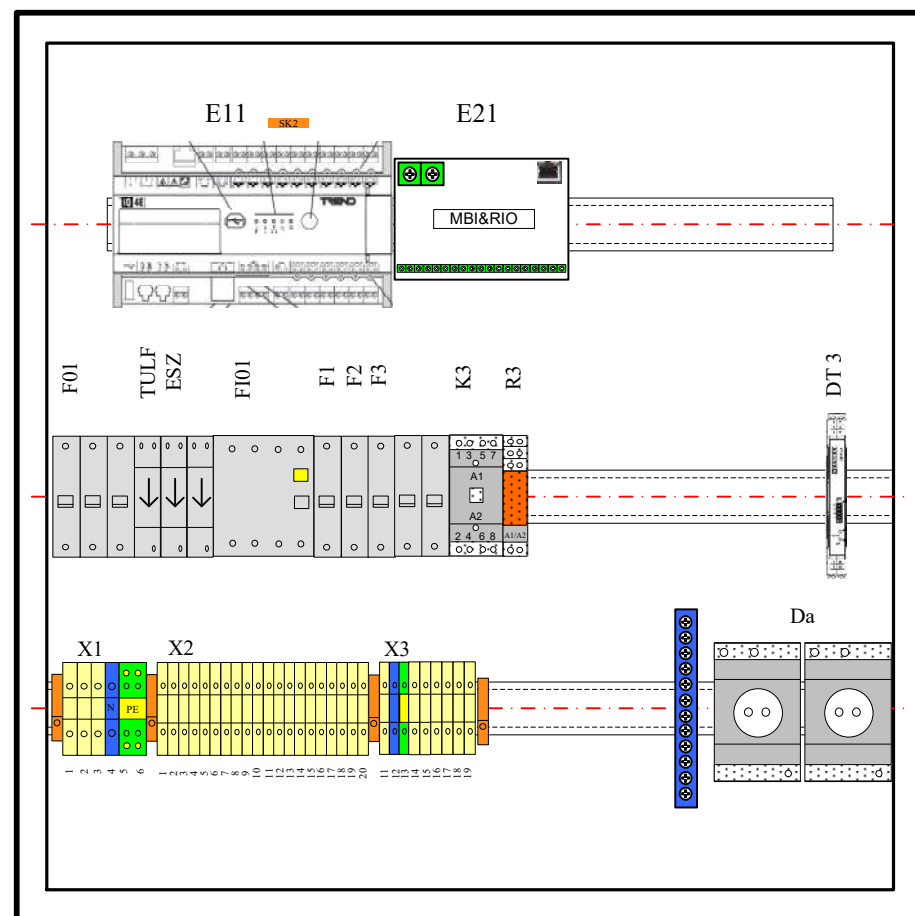 E11 SK2 E21
IQ 4E TREND
MBI&RIO
F01 TULF ESZ FI01 F1 F2 F3 K3 R3 DT 3
1 3 5 7
A1
A2
2 4 6 8 A1/A2
X1 X2 X3 Da
N PE
1 2 3 4 5 6 1 2 3 4 5 6 7 8 9 10 11 12 13 14 15 16 17 18 19 20 11 12 13 14 15 16 17 18 19